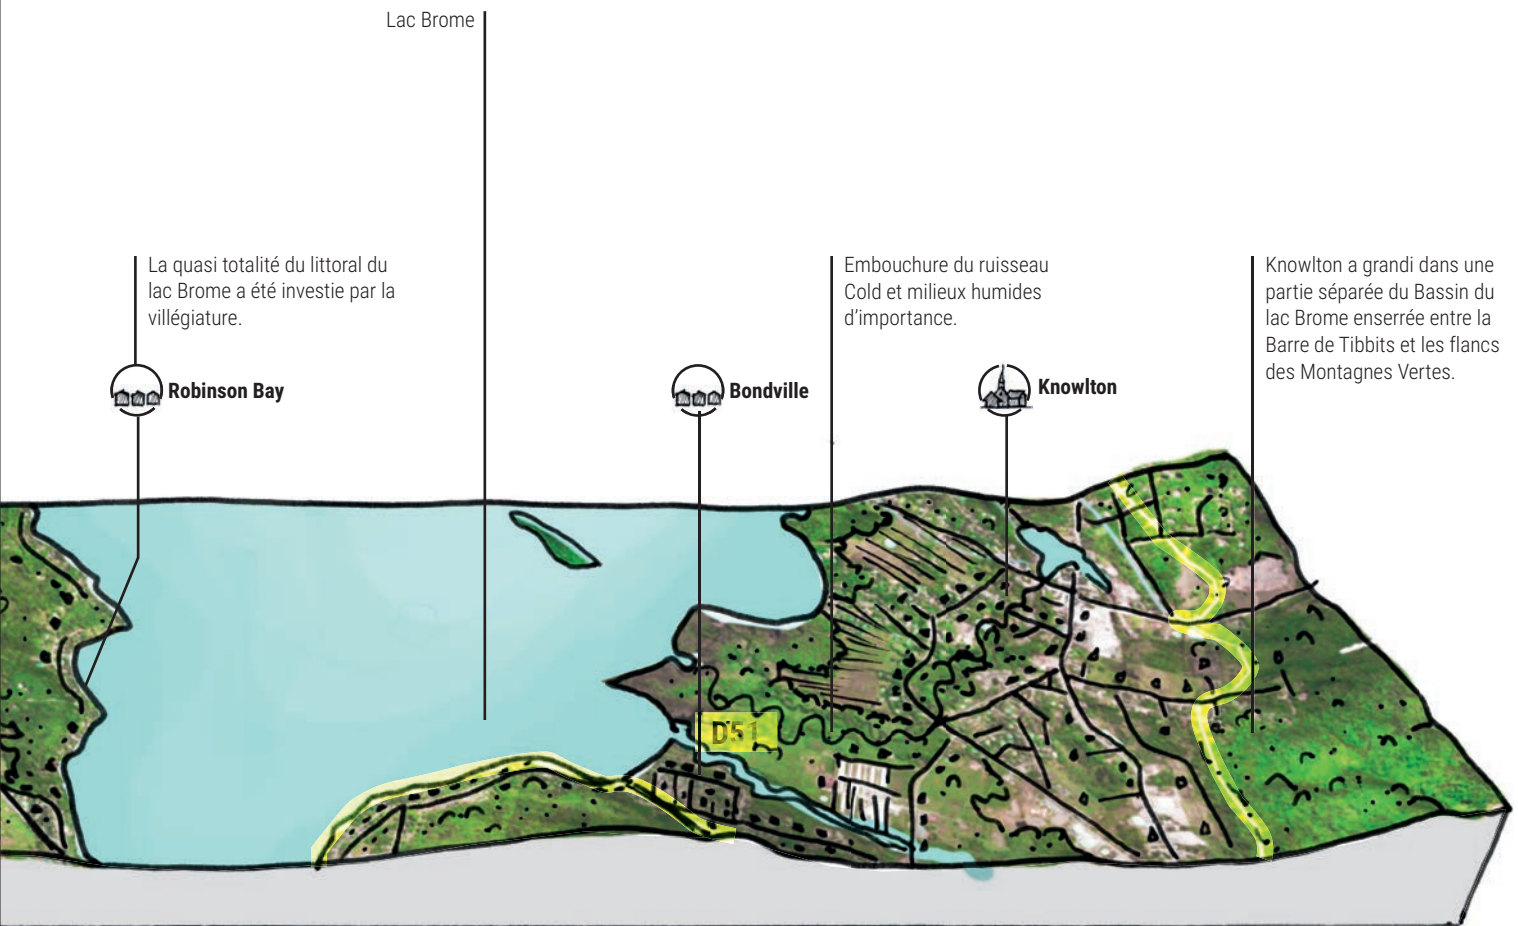 Lac Brome
La quasi totalité du littoral du
lac Brome a été investie par la
villégiature.
Embouchure du ruisseau
Cold et milieux humides
d’importance.
Knowlton a grandi dans une
partie séparée du Bassin du
lac Brome enserrée entre la
Barre de Tibbits et les flancs
des Montagnes Vertes.
Robinson Bay
Bondville
Knowlton
D51